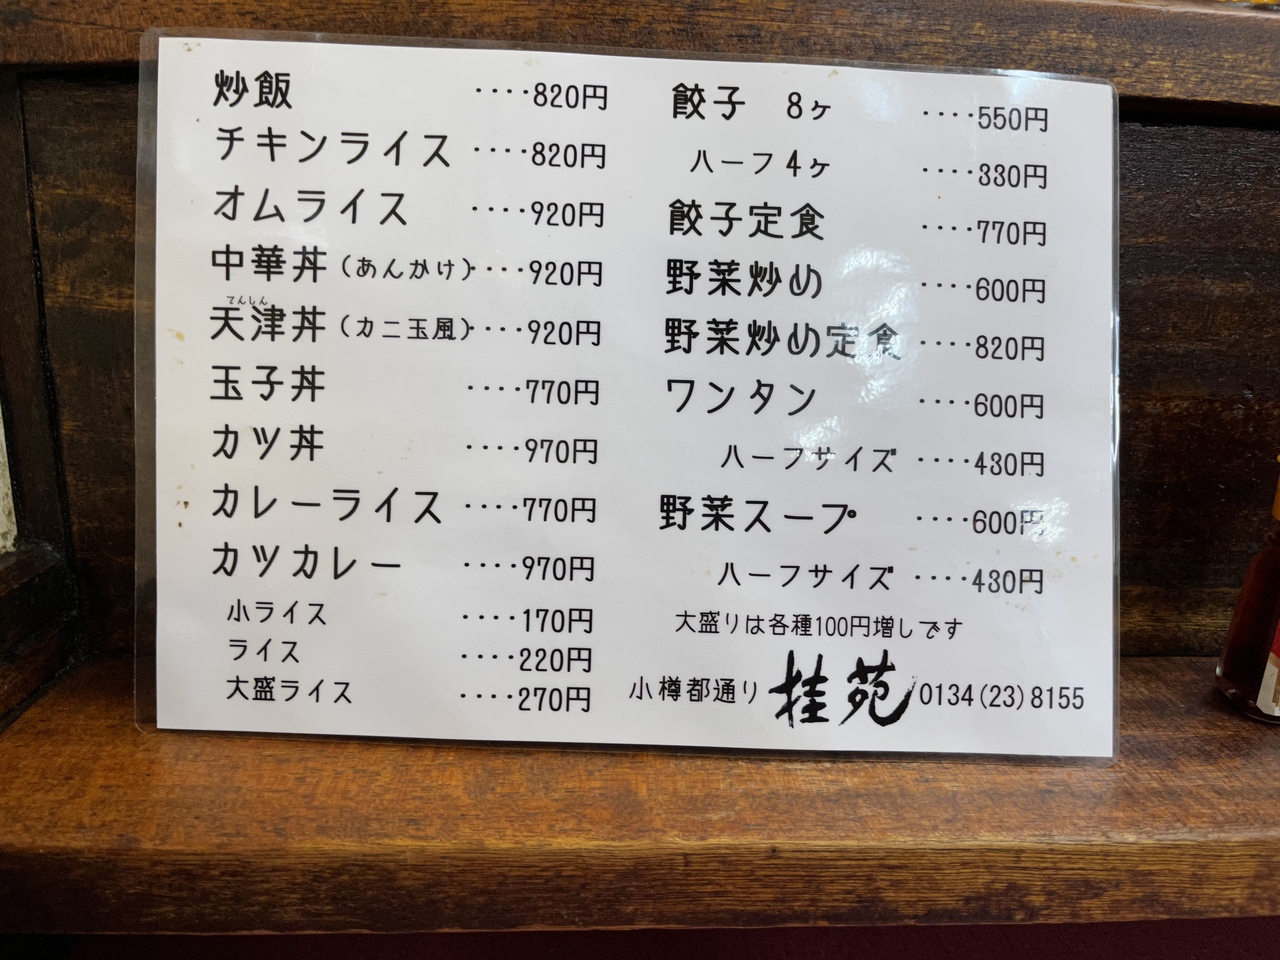 炒飯 ････820円
チキンライス ････820円
オムライス ････920円
中華丼（あんかけ）････920円
てんしん
天津丼（カニ玉風）････920円
玉子丼 ････770円
カツ丼 ････970円
カレーライス ････770円
カツカレー ････970円
小ライス ････170円
ライス ････220円
大盛ライス ････270円
餃子 8ヶ ････550円
ハーフ4ヶ ････330円
餃子定食 ････770円
野菜炒め ････600円
野菜炒め定食 ････820円
ワンタン ････600円
ハーフサイズ ････430円
野菜スープ ････600円
ハーフサイズ ････430円
大盛りは各種100円増しです
小樽都通り 桂苑 0134(23)8155